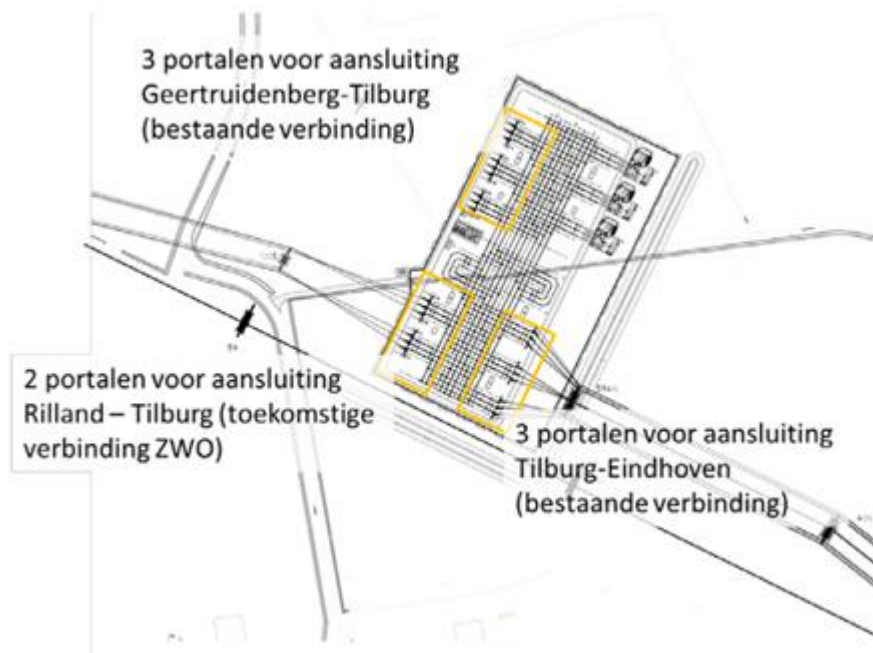 3 portalen voor aansluiting
Geertruidenberg-Tilburg
(bestaande verbinding)
2 portalen voor aansluiting
Rilland – Tilburg (toekomstige
verbinding ZWO)
3 portalen voor aansluiting
Tilburg-Eindhoven
(bestaande verbinding)